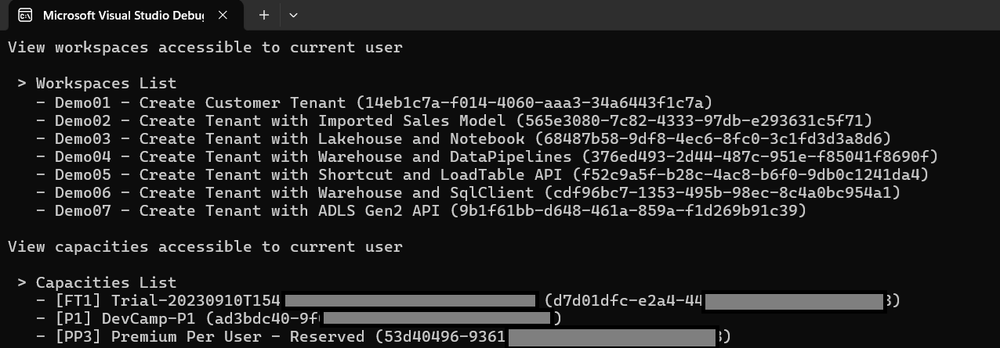 Microsoft Visual Studio Debug
View workspaces accessible to current user
> Workspaces List
- Demo01 - Create Customer Tenant (14eb1c7a-f014-4060-aaa3-34a6443f1c7a)
- Demo02 - Create Tenant with Imported Sales Model (565e3080-7c82-4333-97db-e293631c5f71)
- Demo03 - Create Tenant with Lakehouse and Notebook (68487b58-9df8-4ec6-8fc0-3c1fd3d3a8d6)
- Demo04 - Create Tenant with Warehouse and DataPipelines (376ed493-2d44-487c-951e-f85041f8690f)
- Demo05 - Create Tenant with Shortcut and LoadTable API (f52c9a5f-b28c-4ac8-b6f0-9db0c1241da4)
- Demo06 - Create Tenant with Warehouse and SqlClient (cdf96bc7-1353-495b-98ec-8c4a0bc954a1)
- Demo07 - Create Tenant with ADLS Gen2 API (9b1f61bb-d648-461a-859a-f1d269b91c39)
View capacities accessible to current user
> Capacities List
- [FT1] Trial-20230910T154 (d7d01dfc-e2a4-44 )
- [P1] DevCamp-P1 (ad3bdc40-9f )
- [PP3] Premium Per User - Reserved (53d40496-9361 )